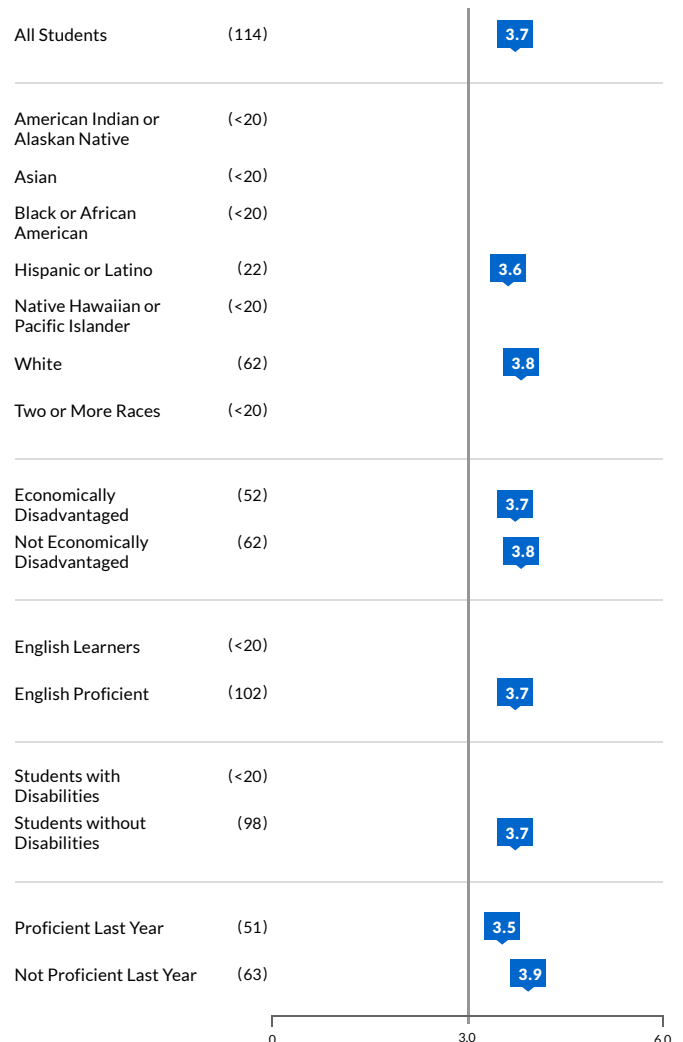 All Students (114) 3.7
American Indian or (<20)
Alaskan Native
Asian (<20)
Black or African (<20)
American
Hispanic or Latino (22) 3.6
Native Hawaiian or (<20)
Pacific Islander
White (62) 3.8
Two or More Races (<20)
Economically (52) 3.7
Disadvantaged
Not Economically (62) 3.8
Disadvantaged
English Learners (<20)
English Proficient (102) 3.7
Students with (<20)
Disabilities
Students without (98) 3.7
Disabilities
Proficient Last Year (51) 3.5
Not Proficient Last Year (63) 3.9
0 3.0 6.0